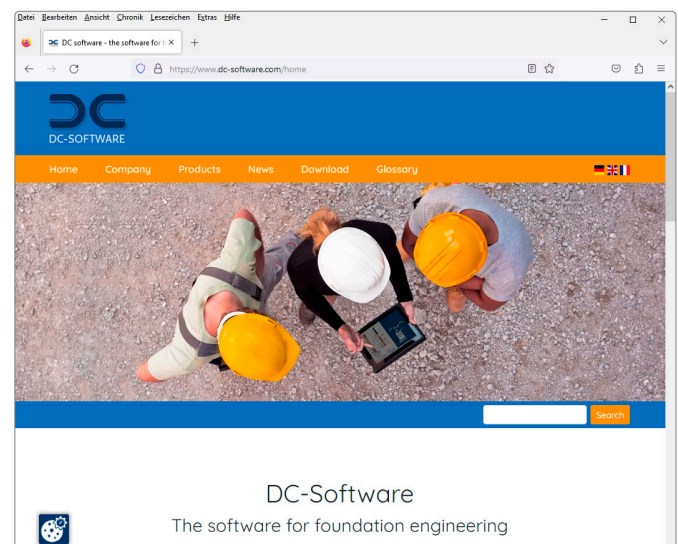 Datei Bearbeiten Ansicht Chronik Lesezeichen Extras Hilfe
DC software - the software for f
https://www.dc-software.com/home
DC
DC-SOFTWARE
Home Company Products News Download Glossary
Search
DC-Software
The software for foundation engineering